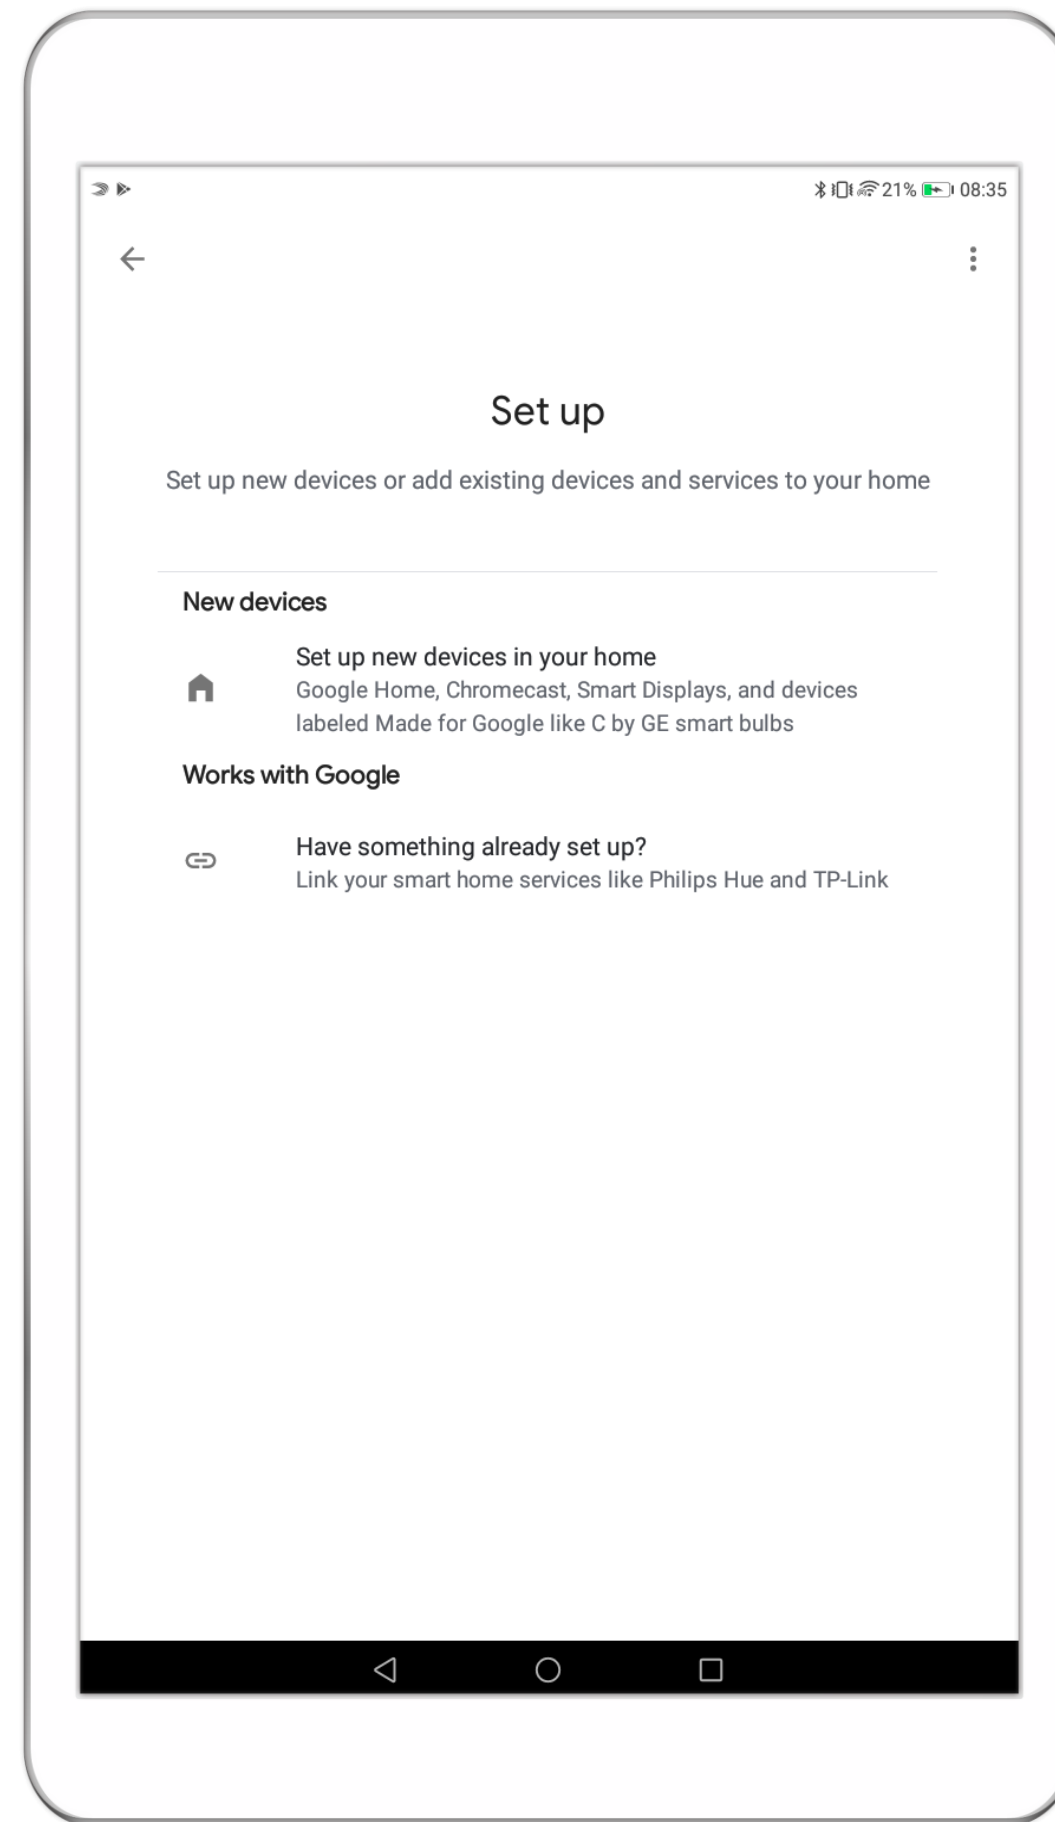 21% 08:35
Set up
Set up new devices or add existing devices and services to your home
New devices
Set up new devices in your home
Google Home, Chromecast, Smart Displays, and devices
labeled Made for Google like C by GE smart bulbs
Works with Google
Have something already set up?
Link your smart home services like Philips Hue and TP-Link